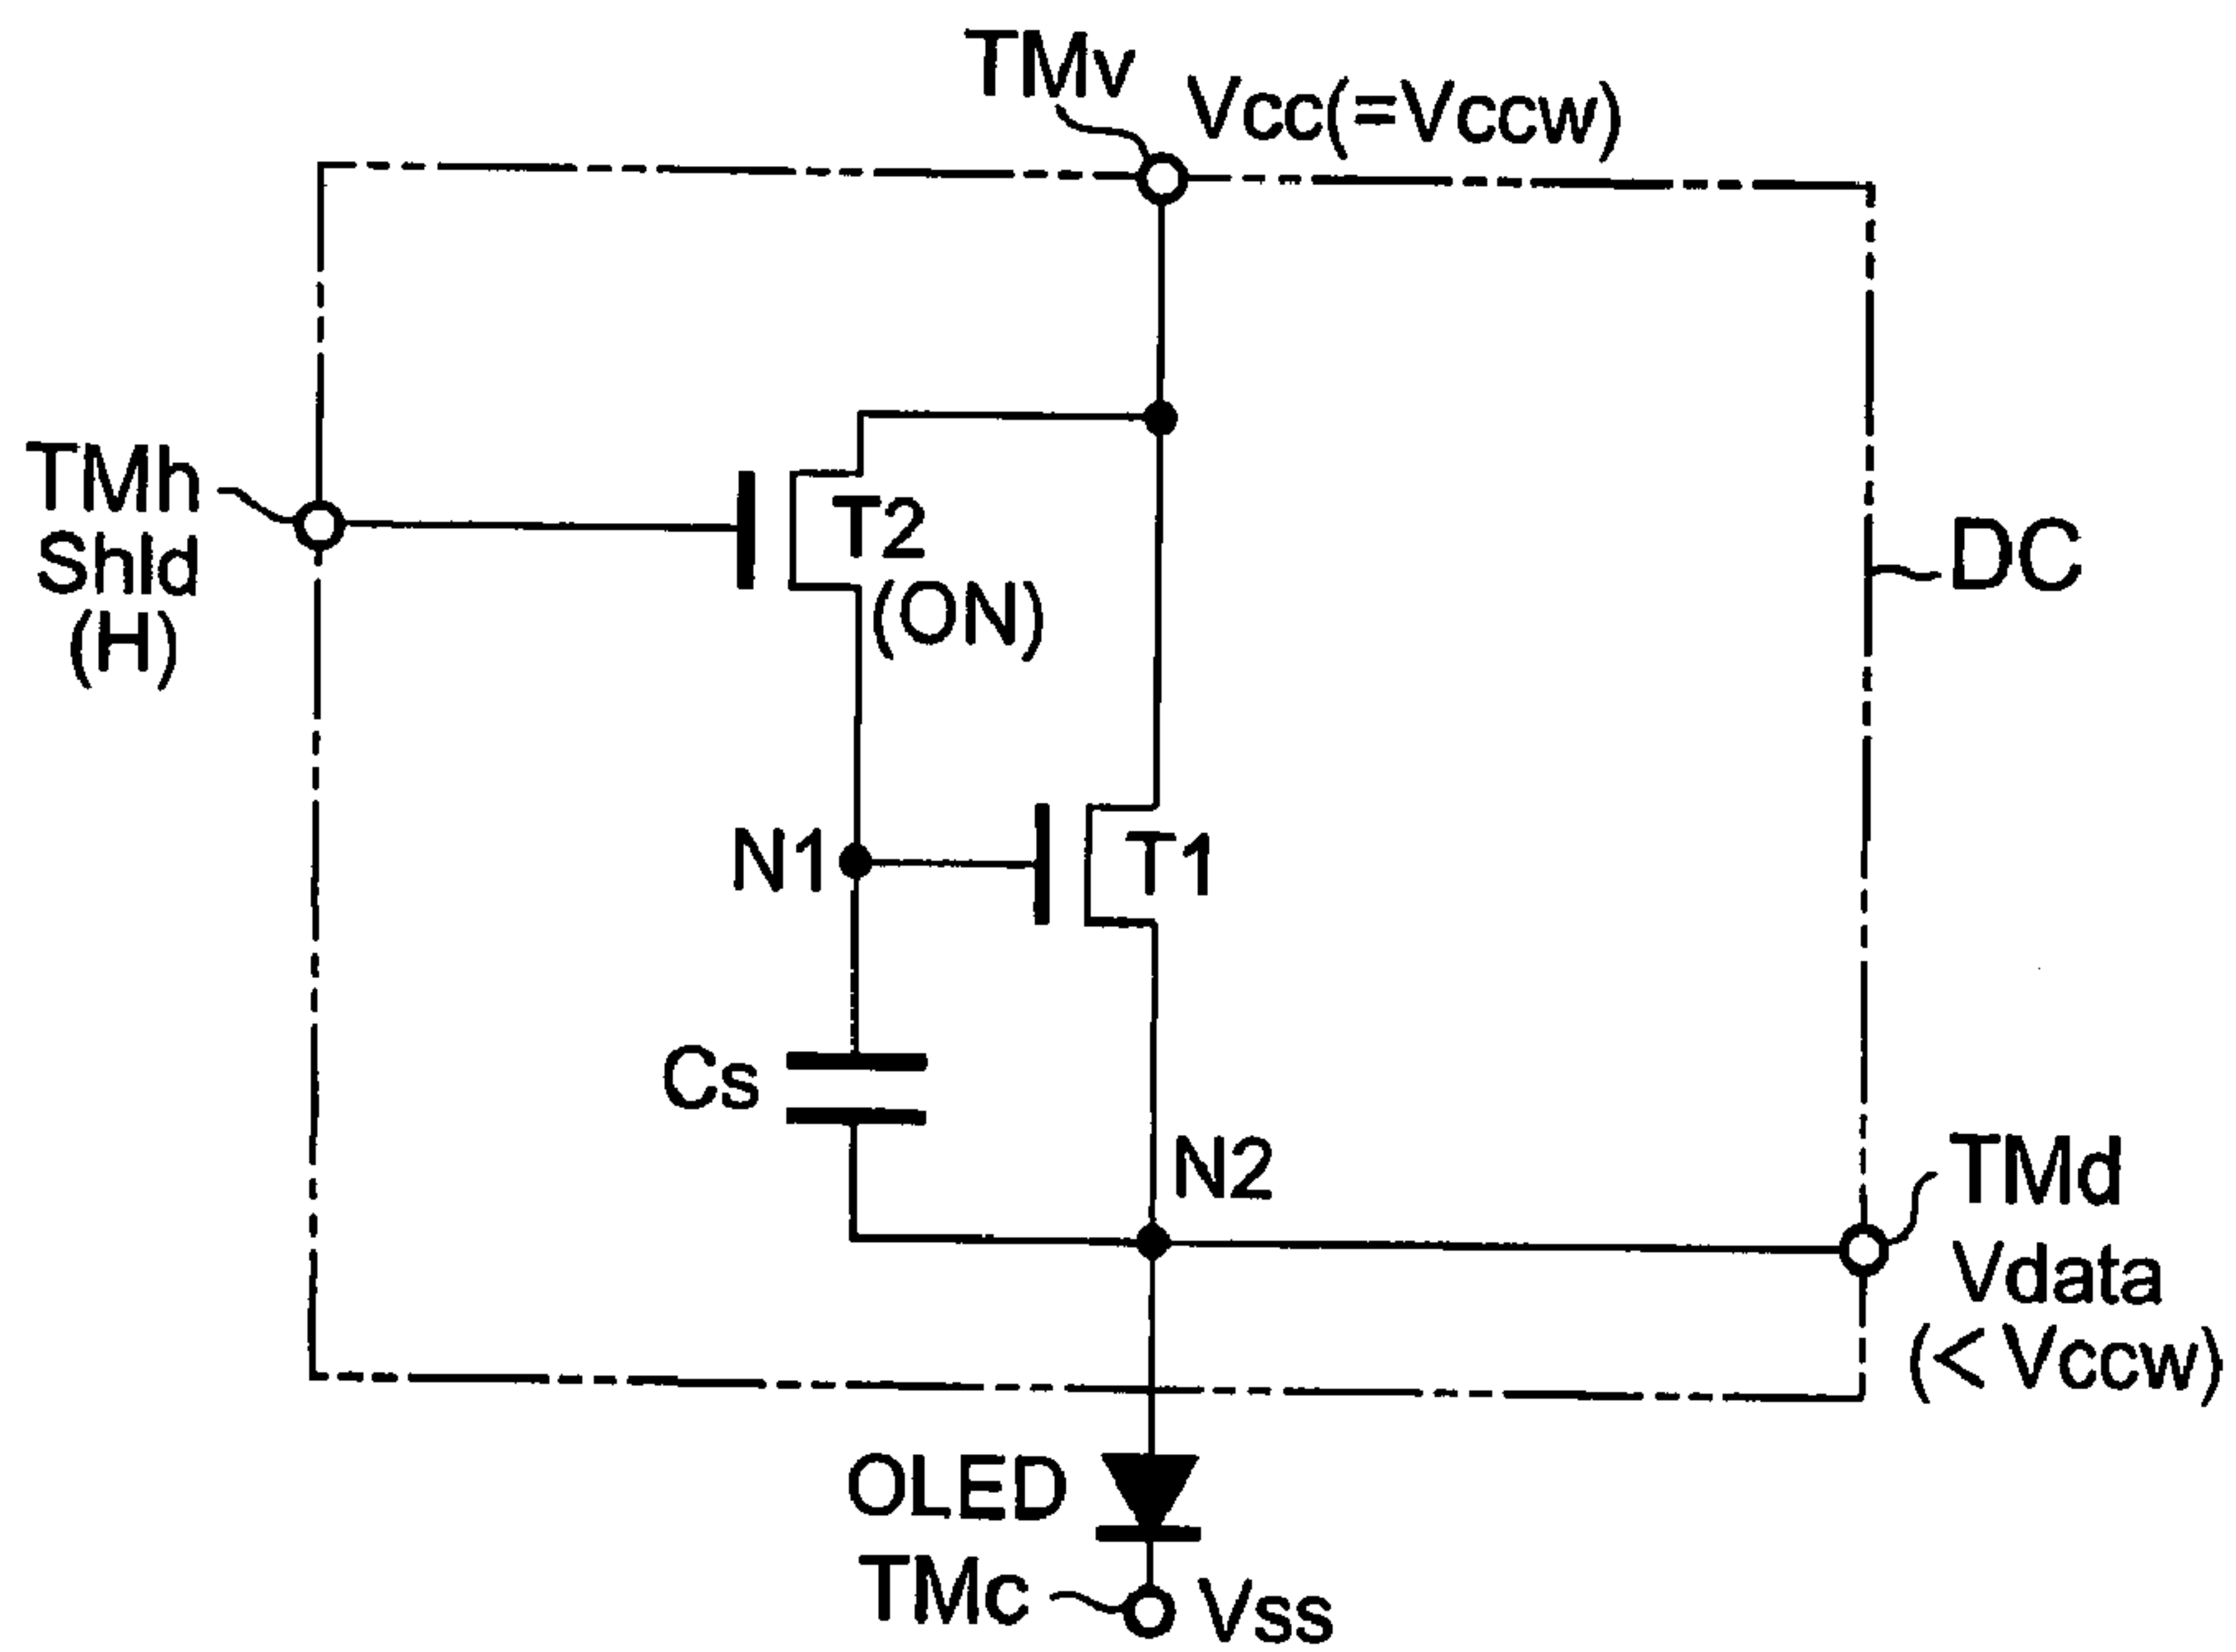 TMv
Vcc(=Vccw)
TMh
Shld
(H)
T2
(ON)
DC
N1
T1
Cs
N2
TMd
Vdata
(< Vccw)
OLED
TMc
Vss